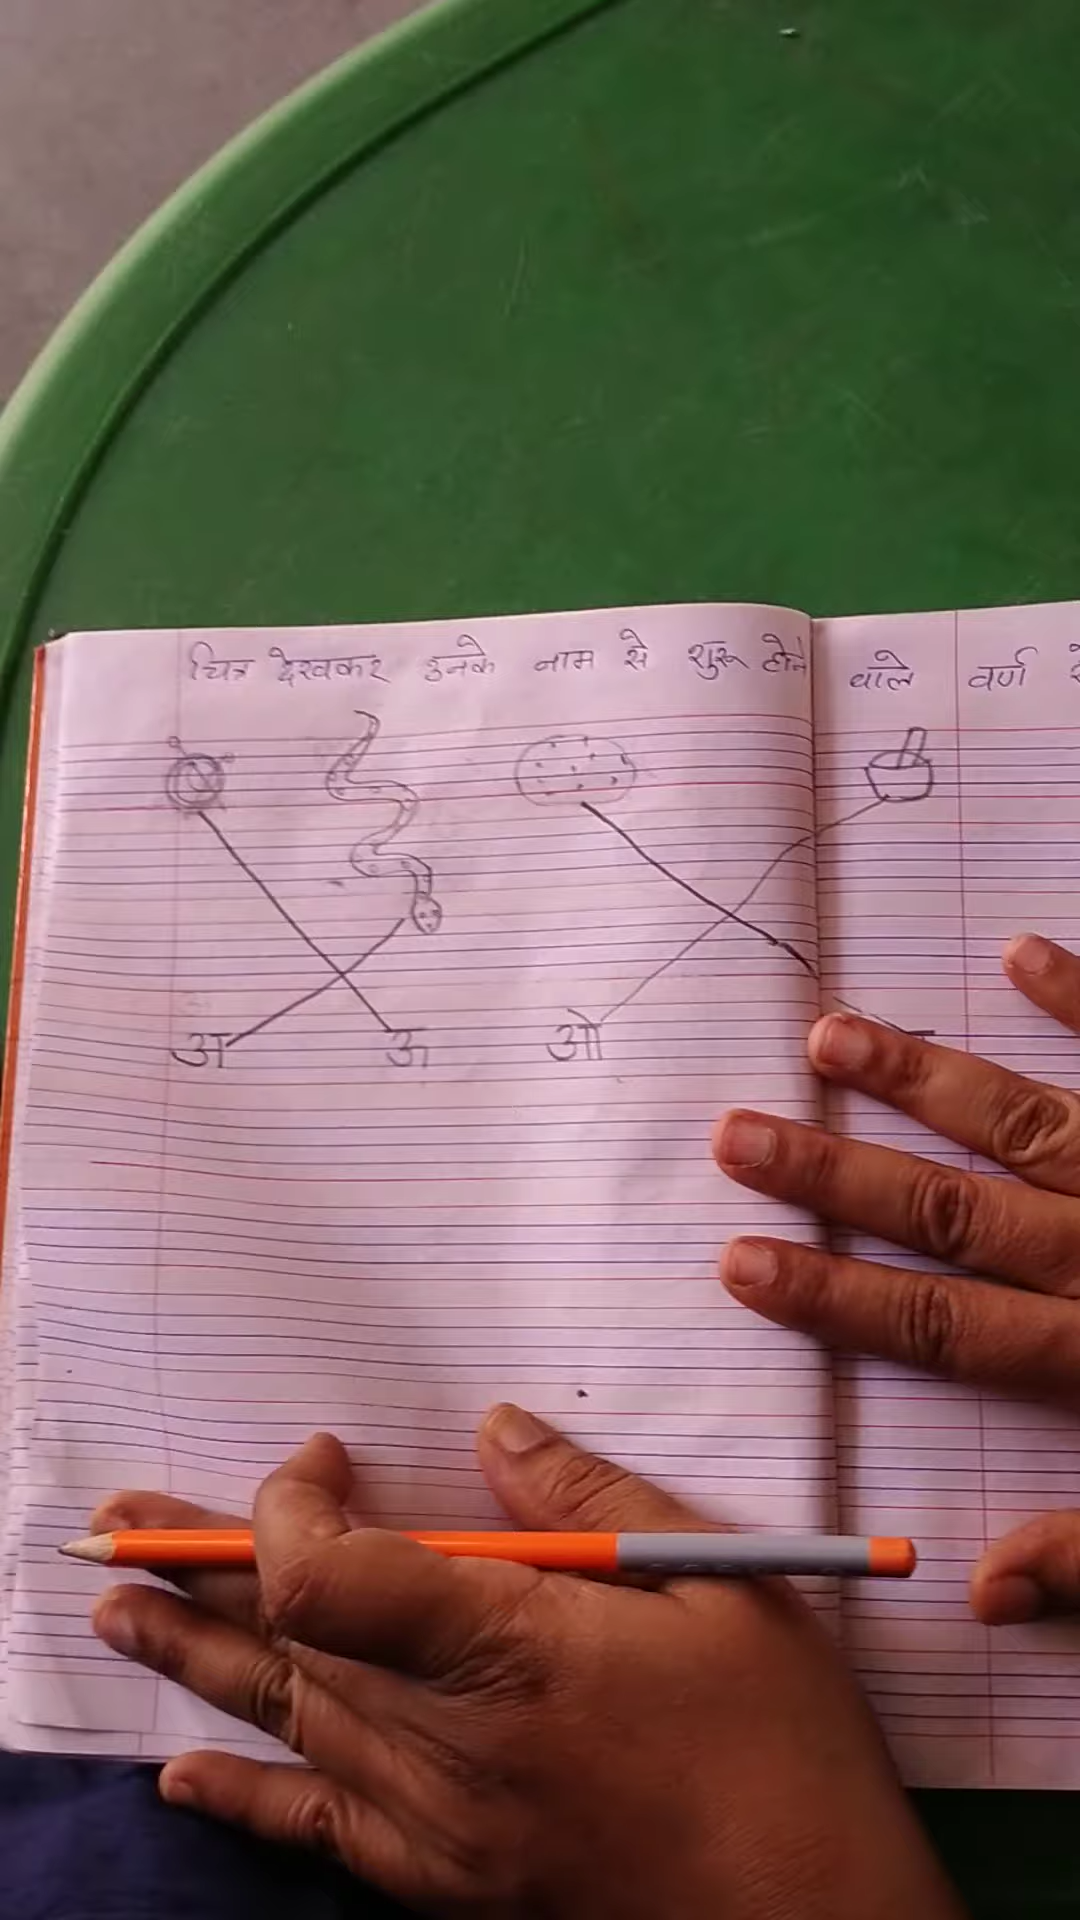 चित्र देखकर उनके नाम से शुरू होने वाले वर्ण
अ ऊ ओ